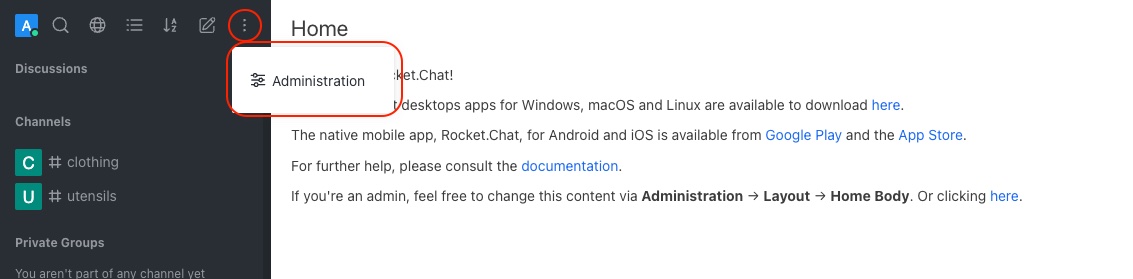 A
Home
Discussions
Administration
ket.Chat!
desktops apps for Windows, macOS and Linux are available to download here.
Channels
The native mobile app, Rocket.Chat, for Android and iOS is available from Google Play and the App Store.
C # clothing
For further help, please consult the documentation.
U # utensils
If you're an admin, feel free to change this content via Administration → Layout → Home Body. Or clicking here.
Private Groups
You aren't part of any channel yet